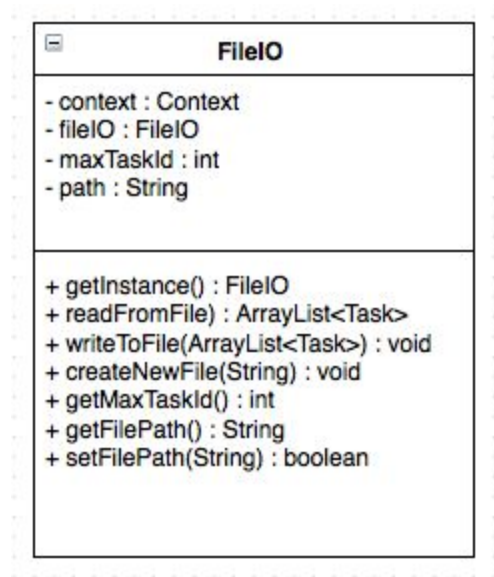 FileIO
- context : Context
- fileIO : FileIO
- maxTaskId : int
- path : String
+ getInstance() : FileIO
+ readFromFile) : ArrayList<Task>
+ writeToFile(ArrayList<Task>) : void
+ createNewFile(String) : void
+ getMaxTaskId() : int
+ getFilePath() : String
+ setFilePath(String) : boolean